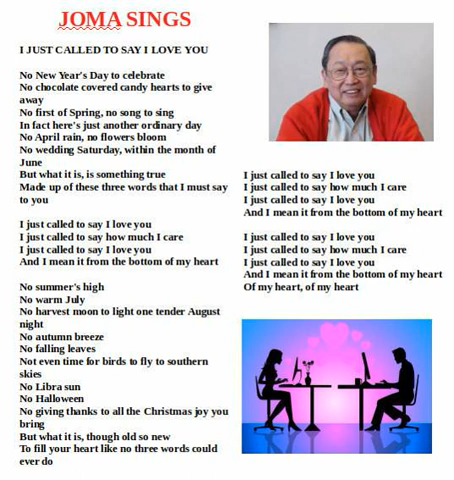 JOMA SINGS
I JUST CALLED TO SAY I LOVE YOU
No New Year's Day to celebrate
No chocolate covered candy hearts to give
away
No first of Spring, no song to sing
In fact here's just another ordinary day
No April rain, no flowers bloom
No wedding Saturday, within the month of
June
But what it is, is something true
Made up of these three words that I must say
to you
I just called to say I love you
I just called to say how much I care
I just called to say I love you
And I mean it from the bottom of my heart
No summer's high
No warm July
No harvest moon to light one tender August
night
No autumn breeze
No falling leaves
Not even time for birds to fly to southern
skies
No Libra sun
No Halloween
No giving thanks to all the Christmas joy you
bring
But what it is, though old so new
To fill your heart like no three words could
ever do
I just called to say I love you
I just called to say how much I care
I just called to say I love you
And I mean it from the bottom of my heart
I just called to say I love you
I just called to say how much I care
I just called to say I love you
And I mean it from the bottom of my heart
Of my heart, of my heart